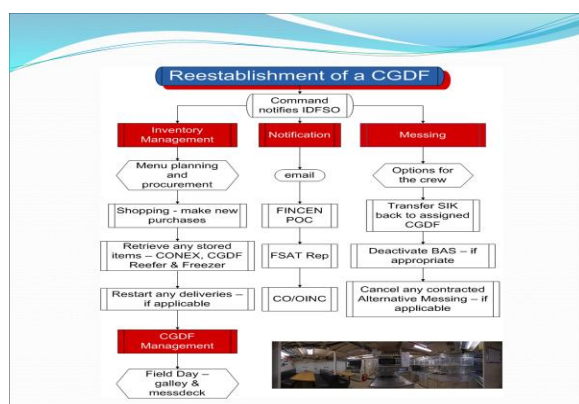 Reestablishment of a CGDF
Command
notifies IDFSO
Inventory
Management
Menu planning
and
procurement
Shopping - make new
purchases
Retrieve any stored
items – CONEX, CGDF
Reefer & Freezer
Restart any deliveries –
if applicable
CGDF
Management
Field Day –
galley &
messdeck
Notification
email
FINCEN
POC
FSAT Rep
CO/OINC
Messing
Options for
the crew
Transfer SIK
back to assigned
CGDF
Deactivate BAS – if
appropriate
Cancel any contracted
Alternative Messing – if
applicable